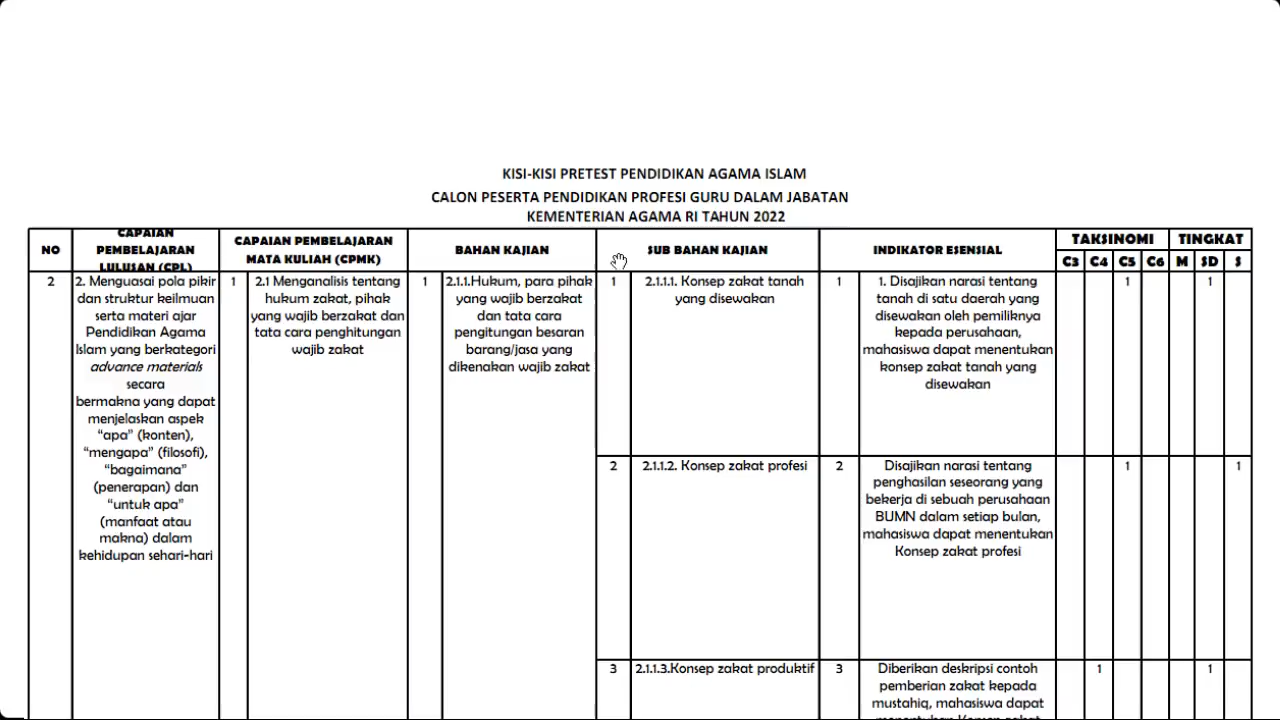 KISI-KISI PRETEST PENDIDIKAN AGAMA ISLAM
CALON PESERTA PENDIDIKAN PROFESI GURU DALAM JABATAN
KEMENTERIAN AGAMA RI TAHUN 2022
NO
CAPAIAN
PEMBELAJARAN
LULUSAN (CPL)
CAPAIAN PEMBELAJARAN
MATA KULIAH (CPMK)
BAHAN KAJIAN
SUB BAHAN KAJIAN
INDIKATOR ESENSIAL
TAKSINOMI
TINGKAT
C3 C4 C5 C6 M SD S
2
2. Menguasai pola pikir
dan struktur keilmuan
serta materi ajar
Pendidikan Agama
Islam yang berkategori
advance materials
secara
bermakna yang dapat
menjelaskan aspek
“apa” (konten),
“mengapa” (filosofi),
“bagaimana”
(penerapan) dan
“untuk apa”
(manfaat atau
makna) dalam
kehidupan sehari-hari
1
2.1 Menganalisis tentang
hukum zakat, pihak
yang wajib berzakat dan
tata cara penghitungan
wajib zakat
1
2.1.1.Hukum, para pihak
yang wajib berzakat
dan tata cara
pengitungan besaran
barang/jasa yang
dikenakan wajib zakat
1
2.1.1.1. Konsep zakat tanah
yang disewakan
1
1. Disajikan narasi tentang
tanah di satu daerah yang
disewakan oleh pemiliknya
kepada perusahaan,
mahasiswa dapat menentukan
konsep zakat tanah yang
disewakan
1
1
2
2.1.1.2. Konsep zakat profesi
2
Disajikan narasi tentang
penghasilan seseorang yang
bekerja di sebuah perusahaan
BUMN dalam setiap bulan,
mahasiswa dapat menentukan
Konsep zakat profesi
1
1
3
2.1.1.3.Konsep zakat produktif
3
Diberikan deskripsi contoh
pemberian zakat kepada
mustahiq, mahasiswa dapat
menentukan Konsep zakat
1
1